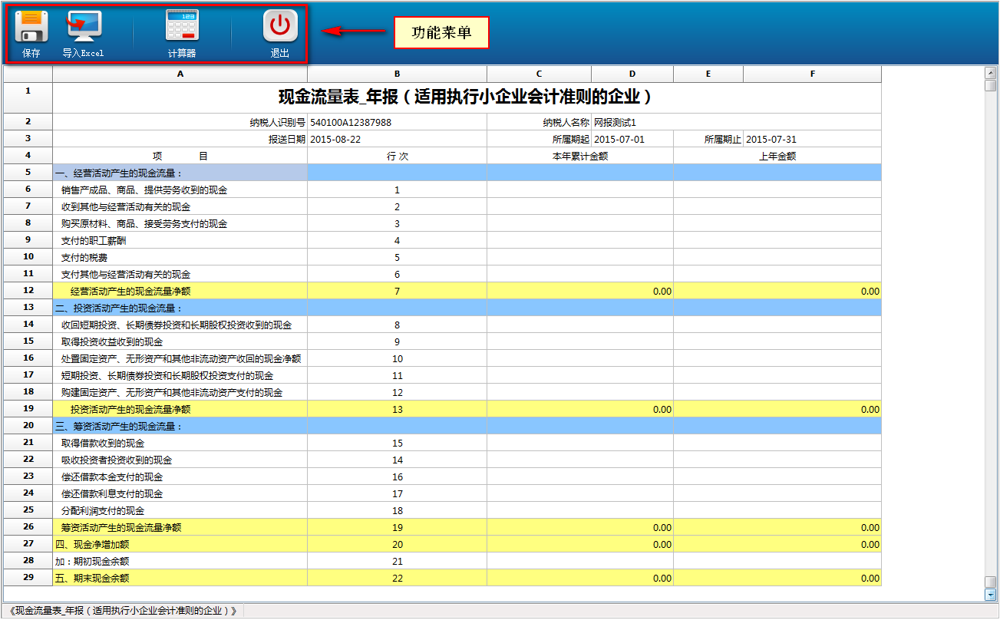 保存 导入Excel 计算器 退出 功能菜单
A B C D E F
1 现金流量表_年报（适用执行小企业会计准则的企业）
2 纳税人识别号 540100A12387988 纳税人名称 网报测试1
3 报送日期 2015-08-22 所属期起 2015-07-01 所属期止 2015-07-31
4 项 目 行 次 本年累计金额 上年金额
5 一、经营活动产生的现金流量：
6 销售产成品、商品、提供劳务收到的现金 1
7 收到其他与经营活动有关的现金 2
8 购买原材料、商品、接受劳务支付的现金 3
9 支付的职工薪酬 4
10 支付的税费 5
11 支付其他与经营活动有关的现金 6
12 经营活动产生的现金流量净额 7 0.00 0.00
13 二、投资活动产生的现金流量：
14 收回短期投资、长期债券投资和长期股权投资收到的现金 8
15 取得投资收益收到的现金 9
16 处置固定资产、无形资产和其他非流动资产收回的现金净额 10
17 短期投资、长期债券投资和长期股权投资支付的现金 11
18 购建固定资产、无形资产和其他非流动资产支付的现金 12
19 投资活动产生的现金流量净额 13 0.00 0.00
20 三、筹资活动产生的现金流量：
21 取得借款收到的现金 15
22 吸收投资者投资收到的现金 14
23 偿还借款本金支付的现金 16
24 偿还借款利息支付的现金 17
25 分配利润支付的现金 18
26 筹资活动产生的现金流量净额 19 0.00 0.00
27 四、现金净增加额 20 0.00 0.00
28 加：期初现金余额 21
29 五、期末现金余额 22 0.00 0.00
《现金流量表_年报（适用执行小企业会计准则的企业）》